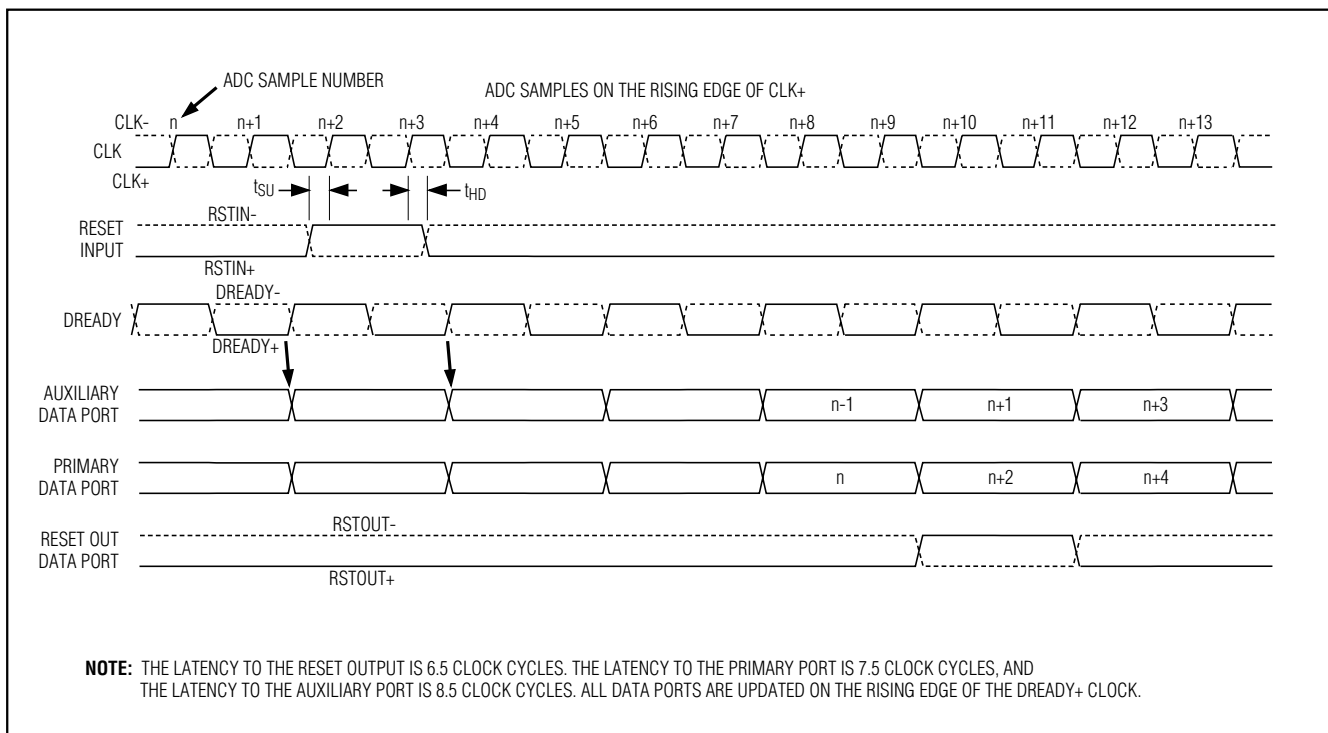 ADC SAMPLE NUMBER
ADC SAMPLES ON THE RISING EDGE OF CLK+
CLK- n n+1 n+2 n+3 n+4 n+5 n+6 n+7 n+8 n+9 n+10 n+11 n+12 n+13
CLK
CLK+
tSU tHD
RSTIN-
RESET
INPUT
RSTIN+
DREADY-
DREADY
DREADY+
AUXILIARY
DATA PORT
n-1 n+1 n+3
PRIMARY
DATA PORT
n n+2 n+4
RSTOUT-
RESET OUT
DATA PORT
RSTOUT+
NOTE: THE LATENCY TO THE RESET OUTPUT IS 6.5 CLOCK CYCLES. THE LATENCY TO THE PRIMARY PORT IS 7.5 CLOCK CYCLES, AND
THE LATENCY TO THE AUXILIARY PORT IS 8.5 CLOCK CYCLES. ALL DATA PORTS ARE UPDATED ON THE RISING EDGE OF THE DREADY+ CLOCK.